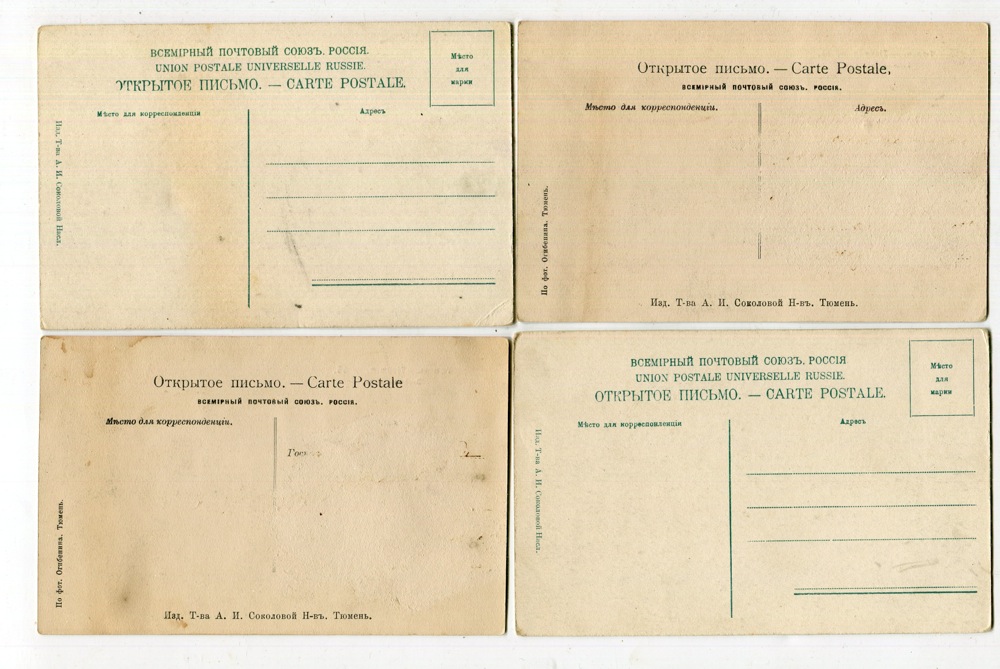 ВСЕМІРНЫЙ ПОЧТОВЫЙ СОЮЗЪ. РОССІЯ.
UNION POSTALE UNIVERSELLE RUSSIE.
ОТКРЫТОЕ ПИСЬМО. — CARTE POSTALE.
Мѣсто
для
марки
Мѣсто для корреспонденціи
Адресъ
Изд. Т-ва А. И. Соколовой Насл.
Открытое письмо. — Carte Postale.
ВСЕМІРНЫЙ ПОЧТОВЫЙ СОЮЗЪ. РОССІЯ.
Мѣсто для корреспонденціи.
Адресъ.
По фот. Огибенина. Тюмень.
Изд. Т-ва А. И. Соколовой Н-въ. Тюмень.
Открытое письмо. — Carte Postale
ВСЕМІРНЫЙ ПОЧТОВЫЙ СОЮЗЪ. РОССІЯ.
Мѣсто для корреспонденціи.
По фот. Огибенина. Тюмень.
Изд. Т-ва А. И. Соколовой Н-въ. Тюмень.
ВСЕМІРНЫЙ ПОЧТОВЫЙ СОЮЗЪ. РОССІЯ
UNION POSTALE UNIVERSELLE RUSSIE.
ОТКРЫТОЕ ПИСЬМО. — CARTE POSTALE.
Мѣсто
для
марки
Мѣсто для корреспонденціи
Адресъ
Изд. Т-ва А. И. Соколовой Насл.